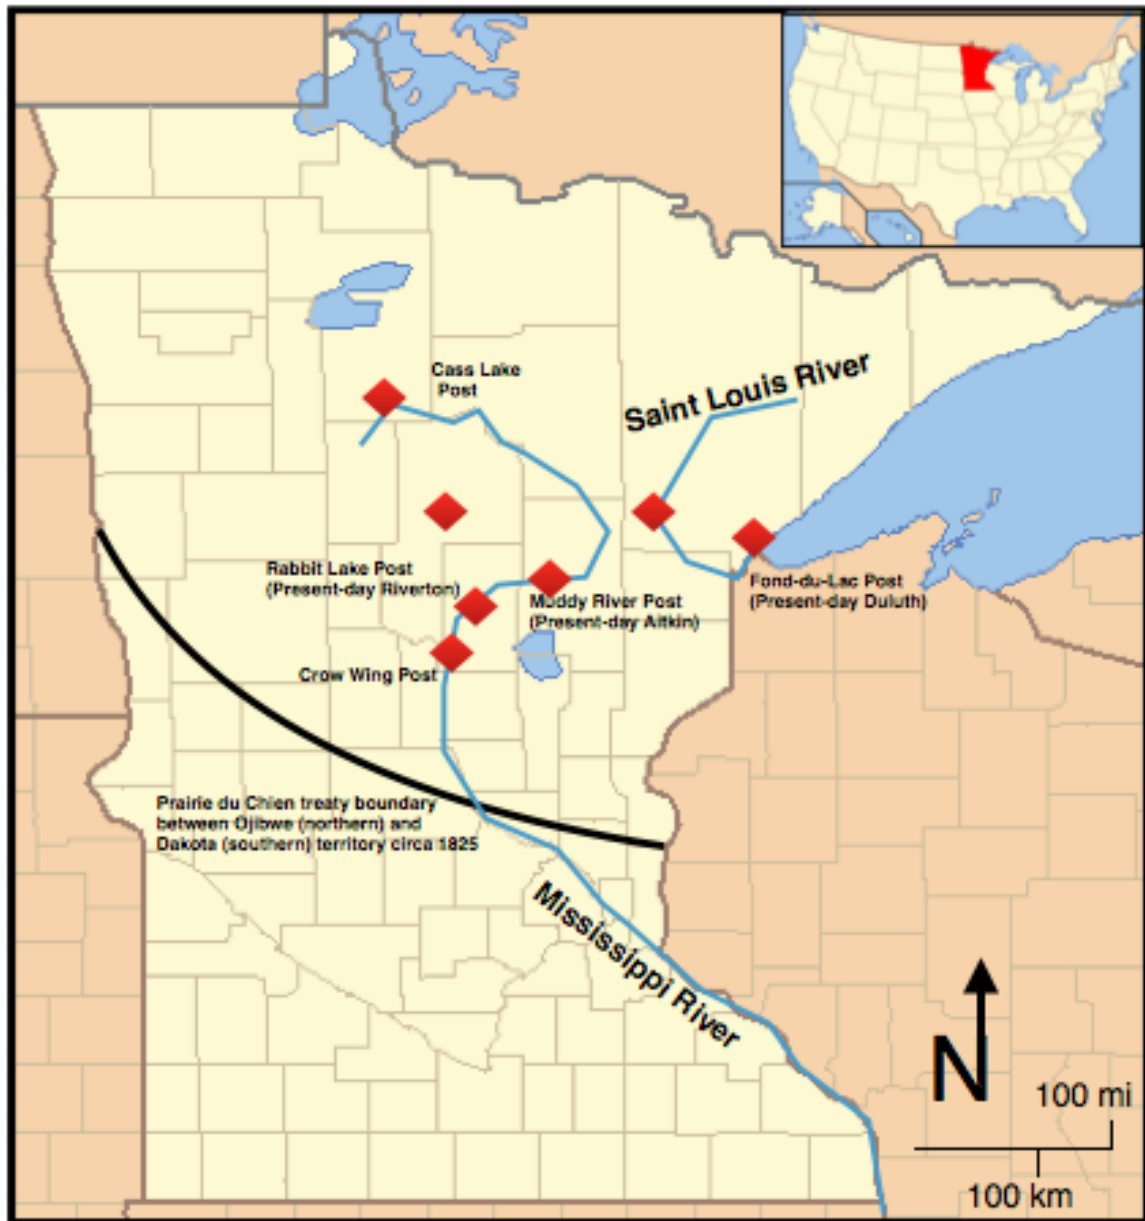 Cass Lake
Post
Saint Louis River
Rabbit Lake Post
(Present-day Riverton)
Muddy River Post
(Present-day Aitkin)
Fond-du-Lac Post
(Present-day Duluth)
Crow Wing Post
Prairie du Chien treaty boundary
between Ojibwe (northern) and
Dakota (southern) territory circa 1825
Mississippi River
N
100 mi
100 km